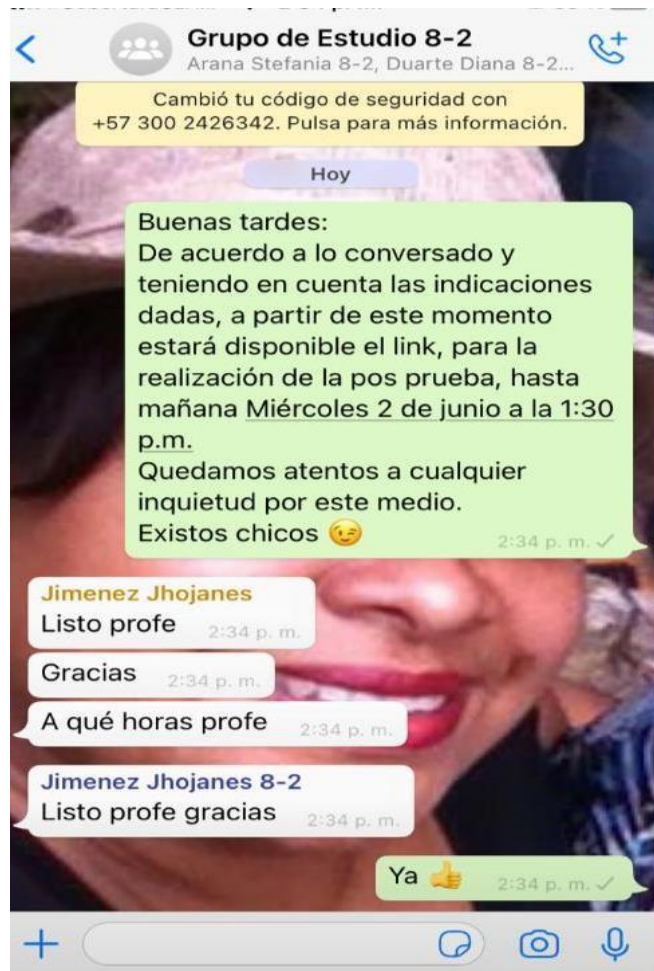 Grupo de Estudio 8-2
Arana Stefania 8-2, Duarte Diana 8-2...
Cambió tu código de seguridad con
+57 300 2426342. Pulsa para más información.
Hoy
Buenas tardes:
De acuerdo a lo conversado y
teniendo en cuenta las indicaciones
dadas, a partir de este momento
estará disponible el link, para la
realización de la pos prueba, hasta
mañana Miércoles 2 de junio a la 1:30
p.m.
Quedamos atentos a cualquier
inquietud por este medio.
Existos chicos 😉
2:34 p. m.
Jimenez Jhojanes
Listo profe 2:34 p. m.
Gracias 2:34 p. m.
A qué horas profe 2:34 p. m.
Jimenez Jhojanes 8-2
Listo profe gracias 2:34 p. m.
Ya 👍 2:34 p. m.